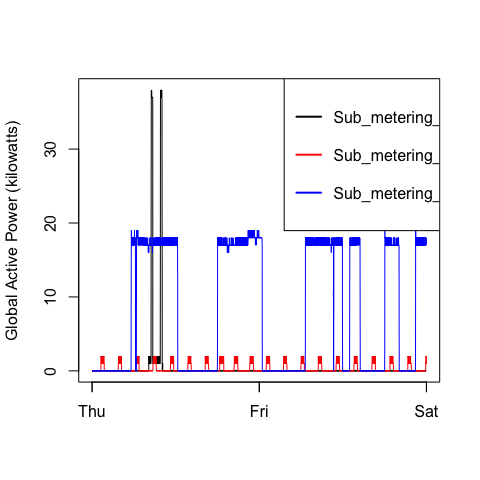 Global Active Power (kilowatts)
30
20
10
0
Sub_metering_
Sub_metering_
Sub_metering_
Thu Fri Sat